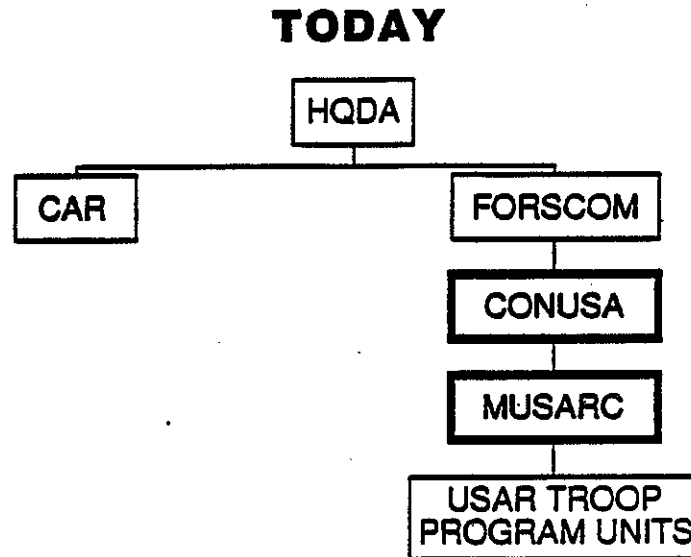 TODAY
HQDA
CAR
FORSCOM
CONUSA
MUSARC
USAR TROOP
PROGRAM UNITS